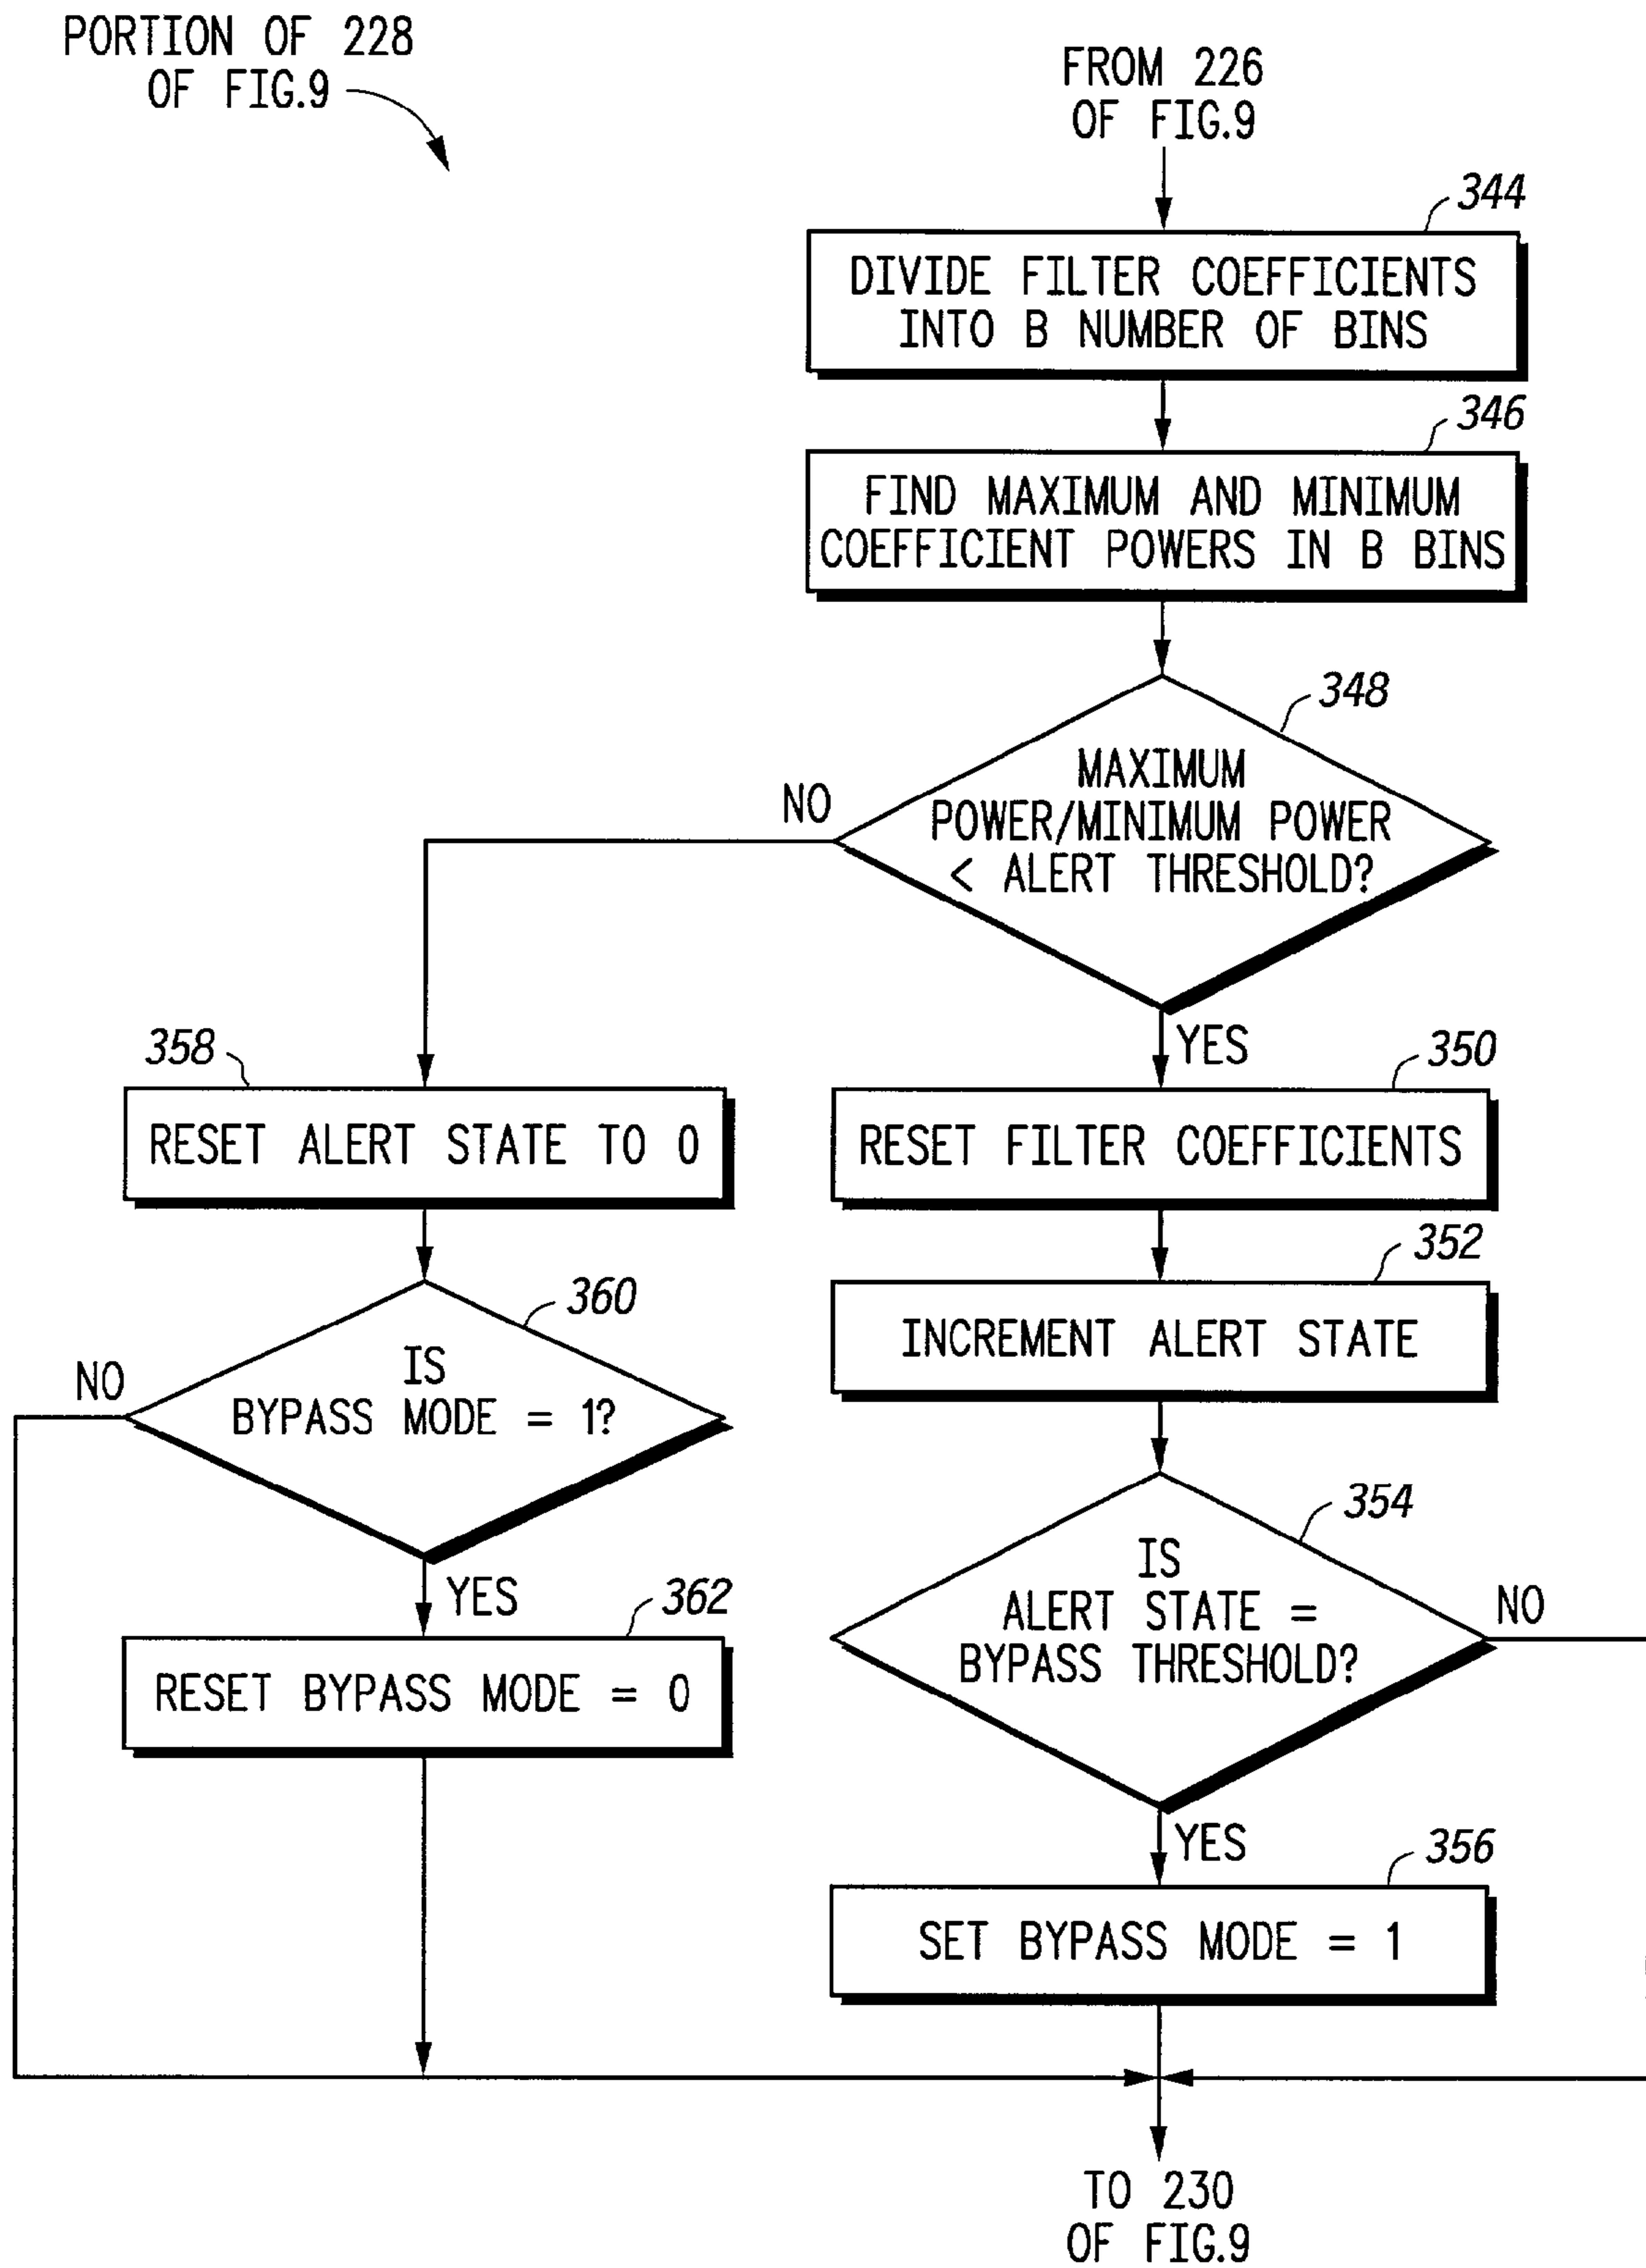 PORTION OF 228
OF FIG.9
FROM 226
OF FIG.9
344
DIVIDE FILTER COEFFICIENTS
INTO B NUMBER OF BINS
346
FIND MAXIMUM AND MINIMUM
COEFFICIENT POWERS IN B BINS
348
MAXIMUM
POWER/MINIMUM POWER
< ALERT THRESHOLD?
NO
YES
358
RESET ALERT STATE TO 0
350
RESET FILTER COEFFICIENTS
352
INCREMENT ALERT STATE
360
IS
BYPASS MODE = 1?
NO
YES
354
IS
ALERT STATE =
BYPASS THRESHOLD?
NO
YES
362
RESET BYPASS MODE = 0
356
SET BYPASS MODE = 1
TO 230
OF FIG.9